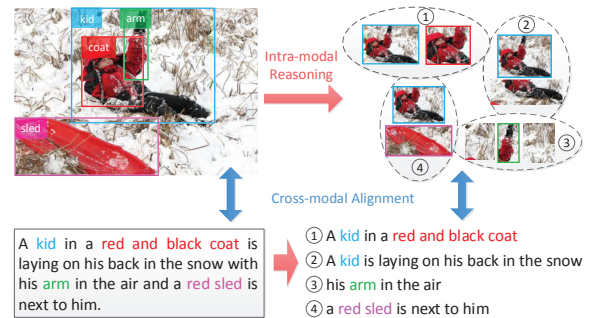 kid
arm
coat
sled
Intra-modal
Reasoning
①
②
③
④
Cross-modal Alignment
A kid in a red and black coat is
laying on his back in the snow with
his arm in the air and a red sled is
next to him.
① A kid in a red and black coat
② A kid is laying on his back in the snow
③ his arm in the air
④ a red sled is next to him